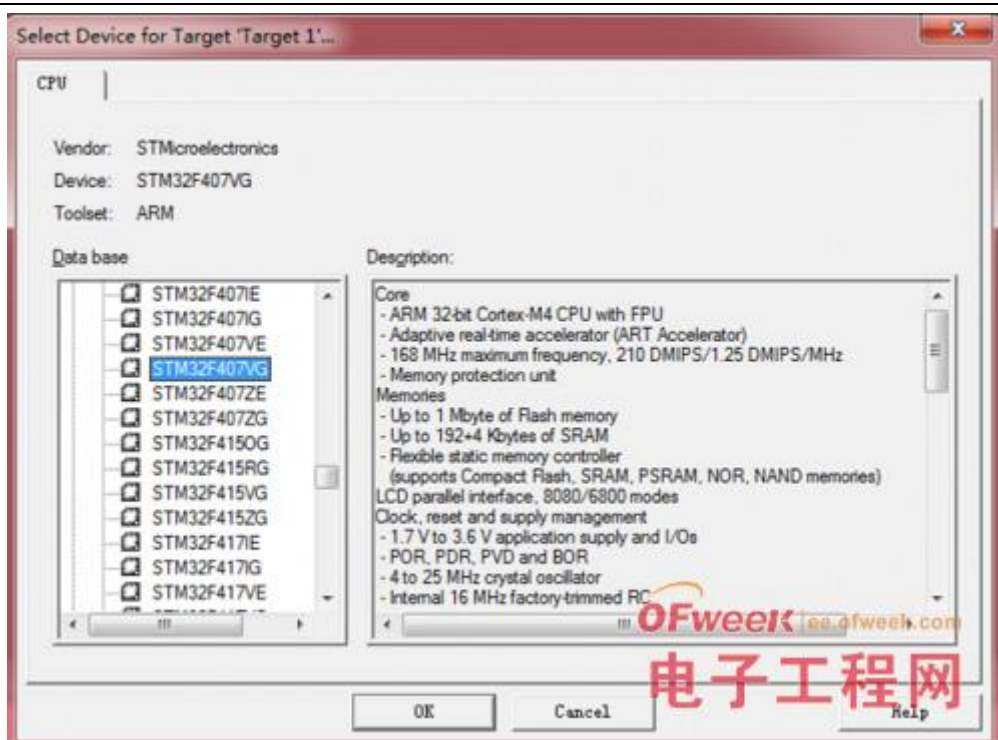 Select Device for Target 'Target 1'...
CPU
Vendor: STMicroelectronics
Device: STM32F407VG
Toolset: ARM
Data base
Description:
STM32F407IE
STM32F407IG
STM32F407VE
STM32F407VG
STM32F407ZE
STM32F407ZG
STM32F415OG
STM32F415RG
STM32F415VG
STM32F415ZG
STM32F417IE
STM32F417IG
STM32F417VE
Core
- ARM 32-bit Cortex-M4 CPU with FPU
- Adaptive real-time accelerator (ART Accelerator)
- 168 MHz maximum frequency, 210 DMIPS/1.25 DMIPS/MHz
- Memory protection unit
Memories
- Up to 1 Mbyte of Flash memory
- Up to 192+4 Kbytes of SRAM
- Flexible static memory controller
(supports Compact Flash, SRAM, PSRAM, NOR, NAND memories)
LCD parallel interface, 8080/6800 modes
Clock, reset and supply management
- 1.7 V to 3.6 V application supply and I/Os
- POR, PDR, PVD and BOR
- 4 to 25 MHz crystal oscillator
- Internal 16 MHz factory-trimmed RC
OFweek ee.ofweek.com
电子工程网
OK
Cancel
Help